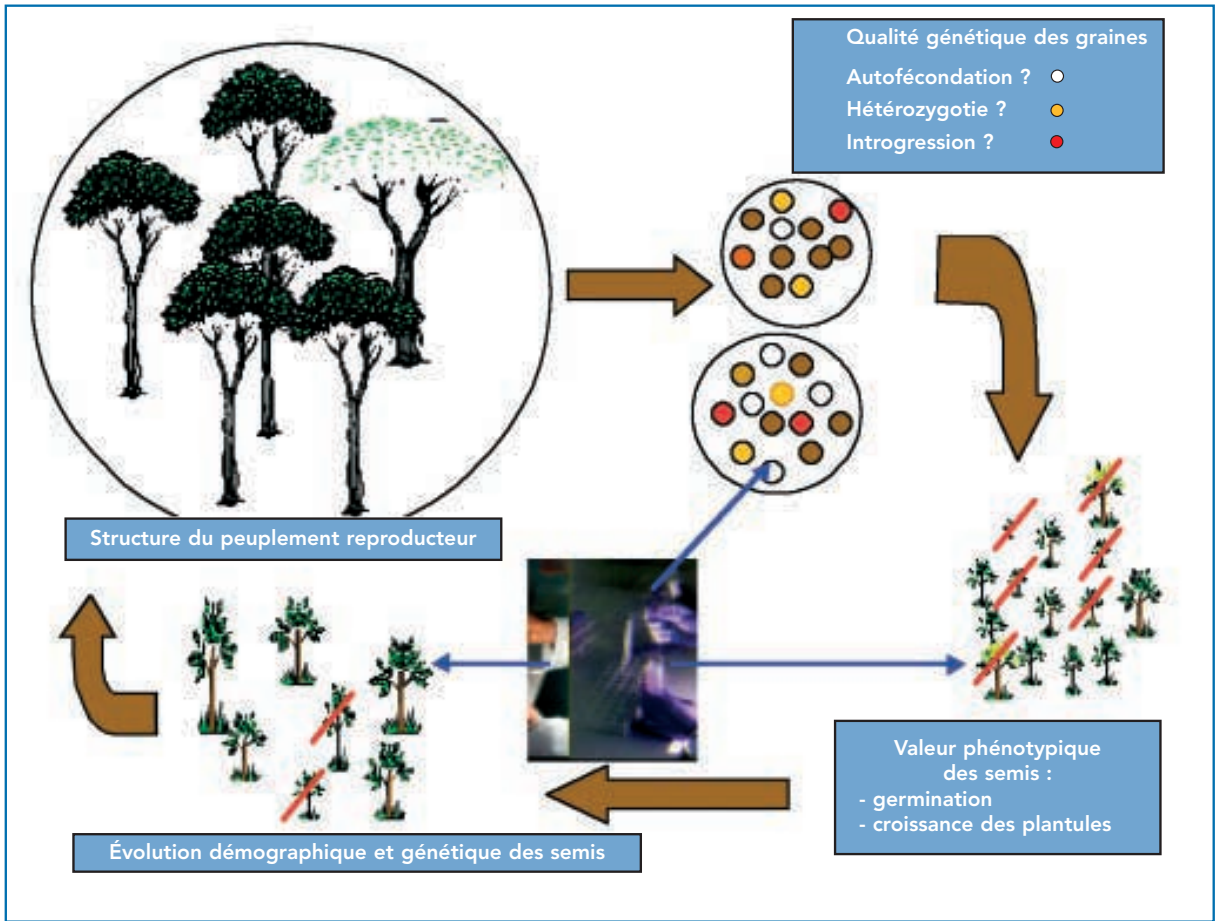 Qualité génétique des graines
Autofécondation ?
Hétérozygotie ?
Introgression ?
Structure du peuplement reproducteur
Valeur phénotypique
des semis :
- germination
- croissance des plantules
Évolution démographique et génétique des semis